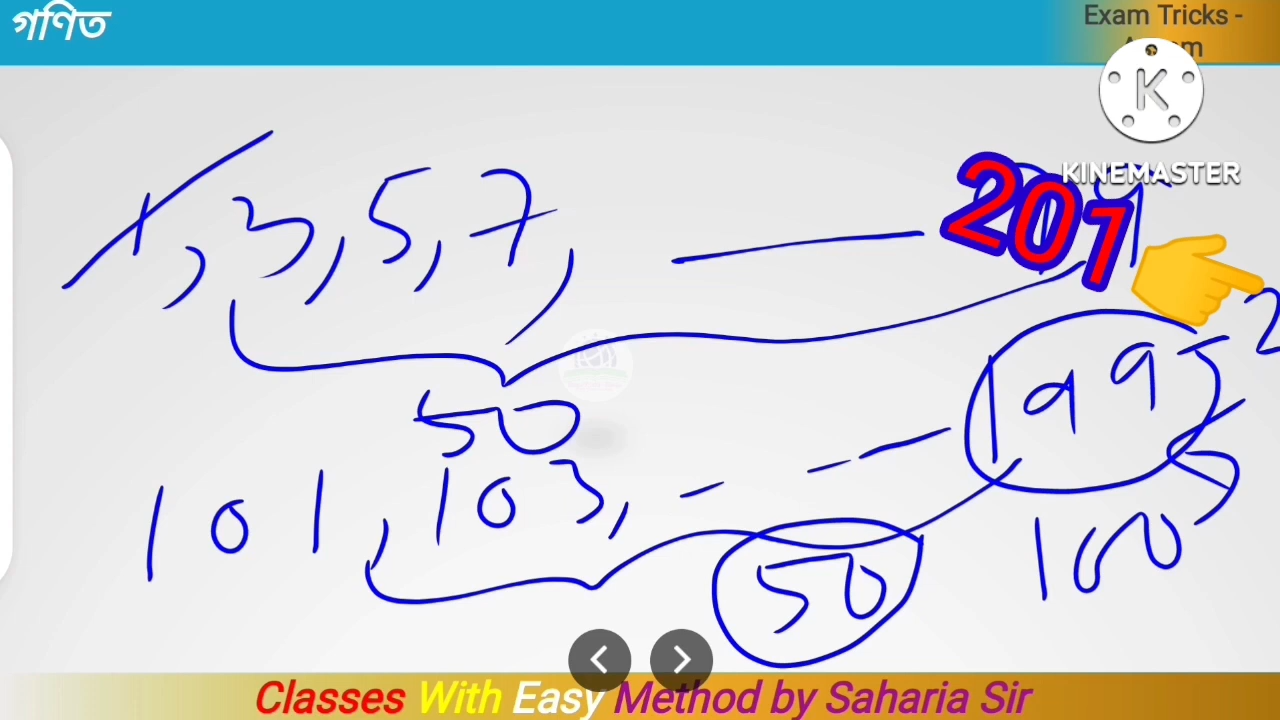 গণিত
Exam Tricks -
KINEMASTER
1, 3, 5, 7, — 201
50
199 2
101, 103, - - —
50 100
Classes With Easy Method by Saharia Sir